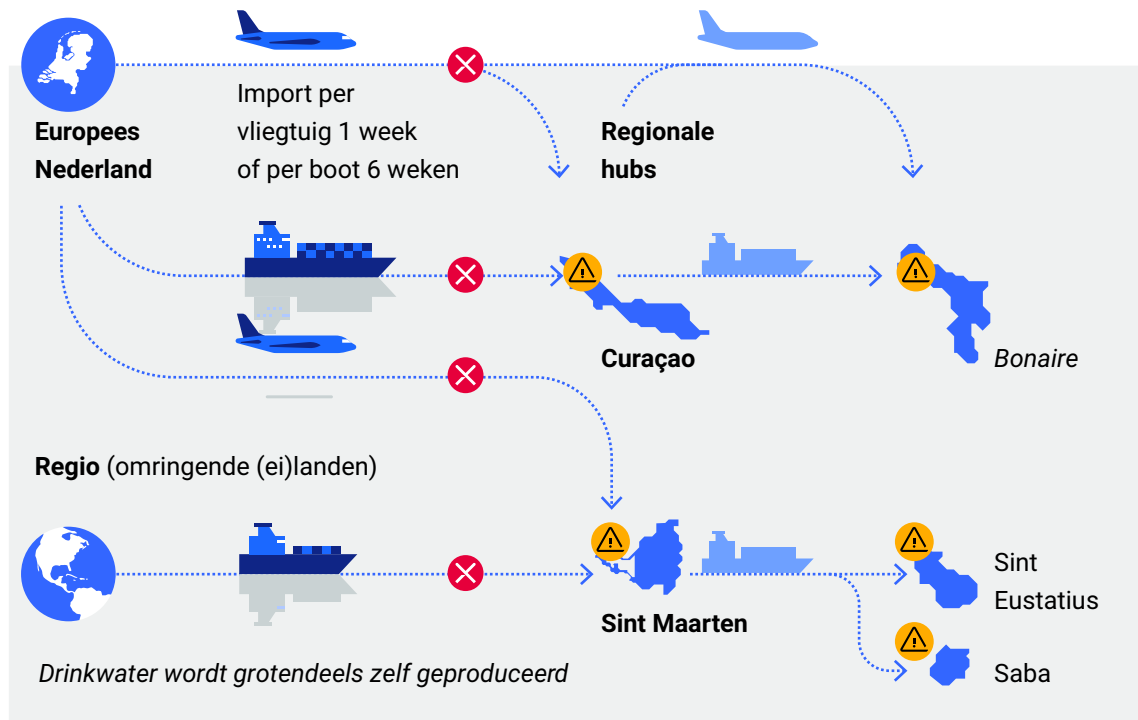 Europees
Nederland
Import per
vliegtuig 1 week
of per boot 6 weken
Regionale
hubs
Curaçao
Bonaire
Regio (omringende (ei)landen)
Sint Maarten
Sint
Eustatius
Saba
Drinkwater wordt grotendeels zelf geproduceerd